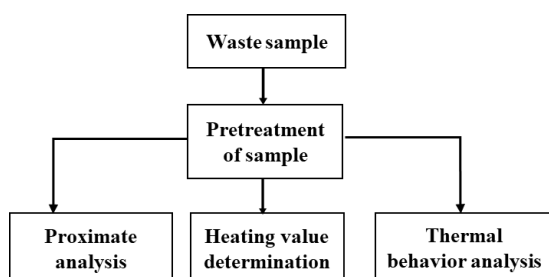 Waste sample
Pretreatment
of sample
Proximate
analysis
Heating value
determination
Thermal
behavior analysis